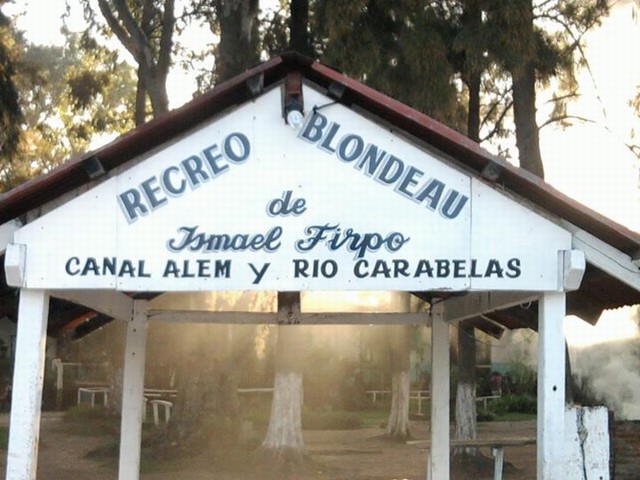 RECREO BLONDEAU
de
Ismael Firpo
CANAL ALEM Y RIO CARABELAS